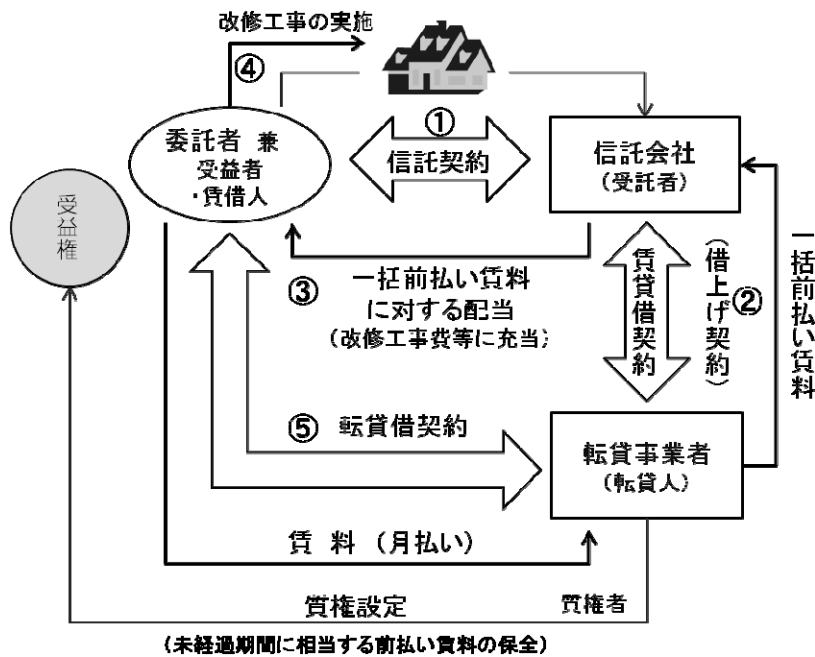 改修工事の実施
④
委託者 兼
受益者
・賃借人
①
信託契約
信託会社
(受託者)
受益権
③
一括前払い賃料
に対する配当
(改修工事費等に充当)
賃貸借契約
(借上げ契約)
②
一括前払い賃料
⑤ 転貸借契約
転貸事業者
(転貸人)
賃 料 (月払い)
質権設定
質権者
(未経過期間に相当する前払い賃料の保全)